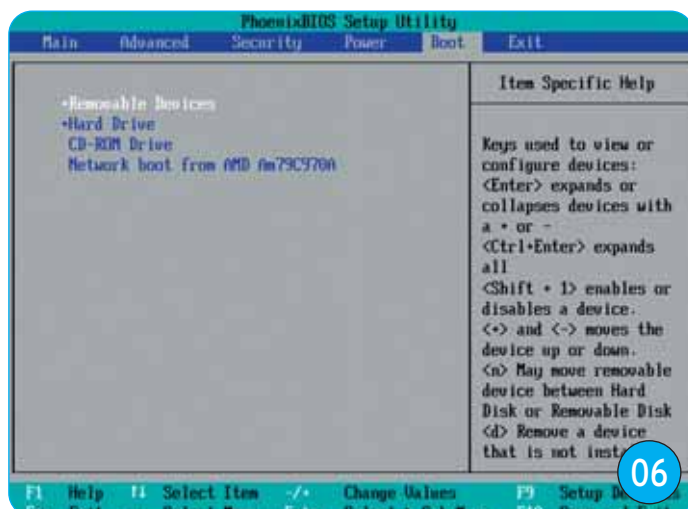 PhoenixBIOS Setup Utility
Main Advanced Security Power Boot Exit
+Removable Devices
+Hard Drive
CD-ROM Drive
Network boot from AMD Am79C970A
Item Specific Help
Keys used to view or
configure devices:
<Enter> expands or
collapses devices with
a + or -
<Ctrl+Enter> expands
all
<Shift + 1> enables or
disables a device.
<+> and <-> moves the
device up or down.
<n> May move removable
device between Hard
Disk or Removable Disk
<d> Remove a device
that is not
06
F1 Help ↑↓ Select Item -/+ Change Values F9 Setup